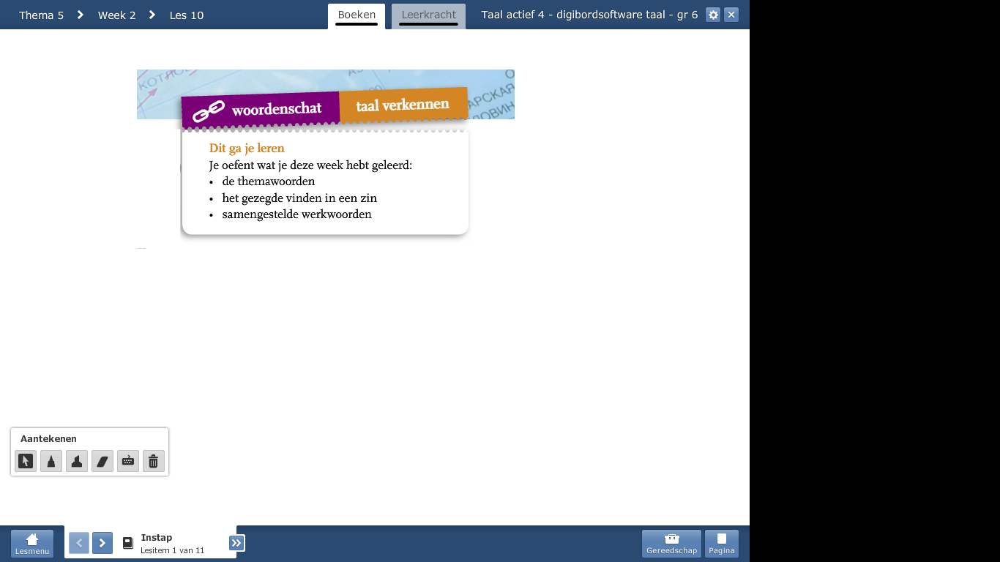 Thema 5 Week 2 Les 10
Boeken
Leerkracht
Taal actief 4 - digibordsoftware taal - gr 6
woordenschat
taal verkennen
Dit ga je leren
Je oefent wat je deze week hebt geleerd:
• de themawoorden
• het gezegde vinden in een zin
• samengestelde werkwoorden
Aantekenen
Lesmenu
Instap
Lesitem 1 van 11
Gereedschap
Pagina